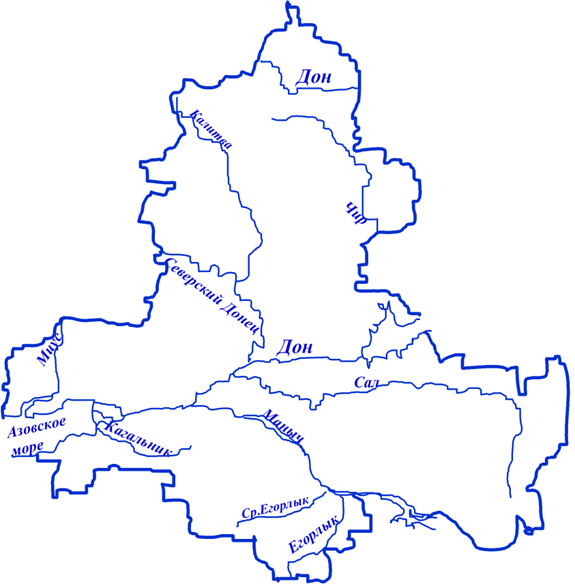 Дон
Калитва
Чир
Северский Донец
Миус
Дон
Сал
Азовское
море
Кагальник
Маныч
Ср.Егорлык
Егорлык